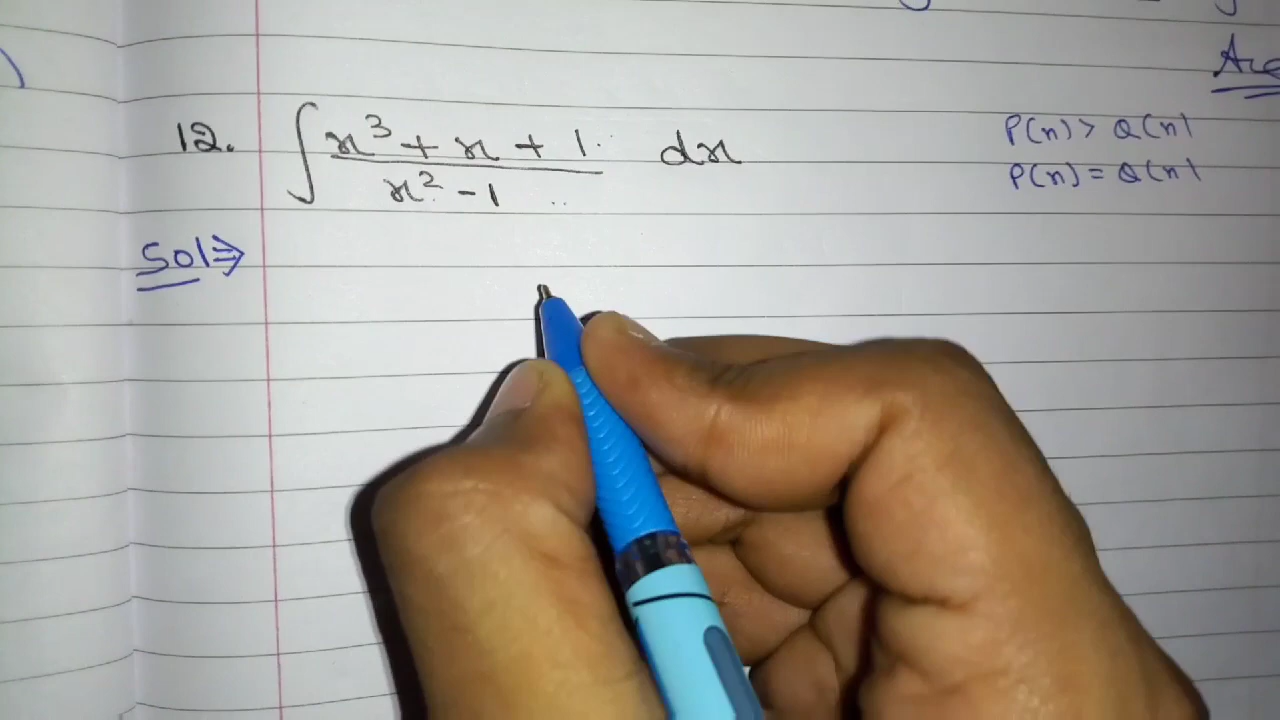 12. ∫ x³ + x + 1 / x² - 1 dx
P(n) > Q(n)
P(n) = Q(n)
Sol ⇒